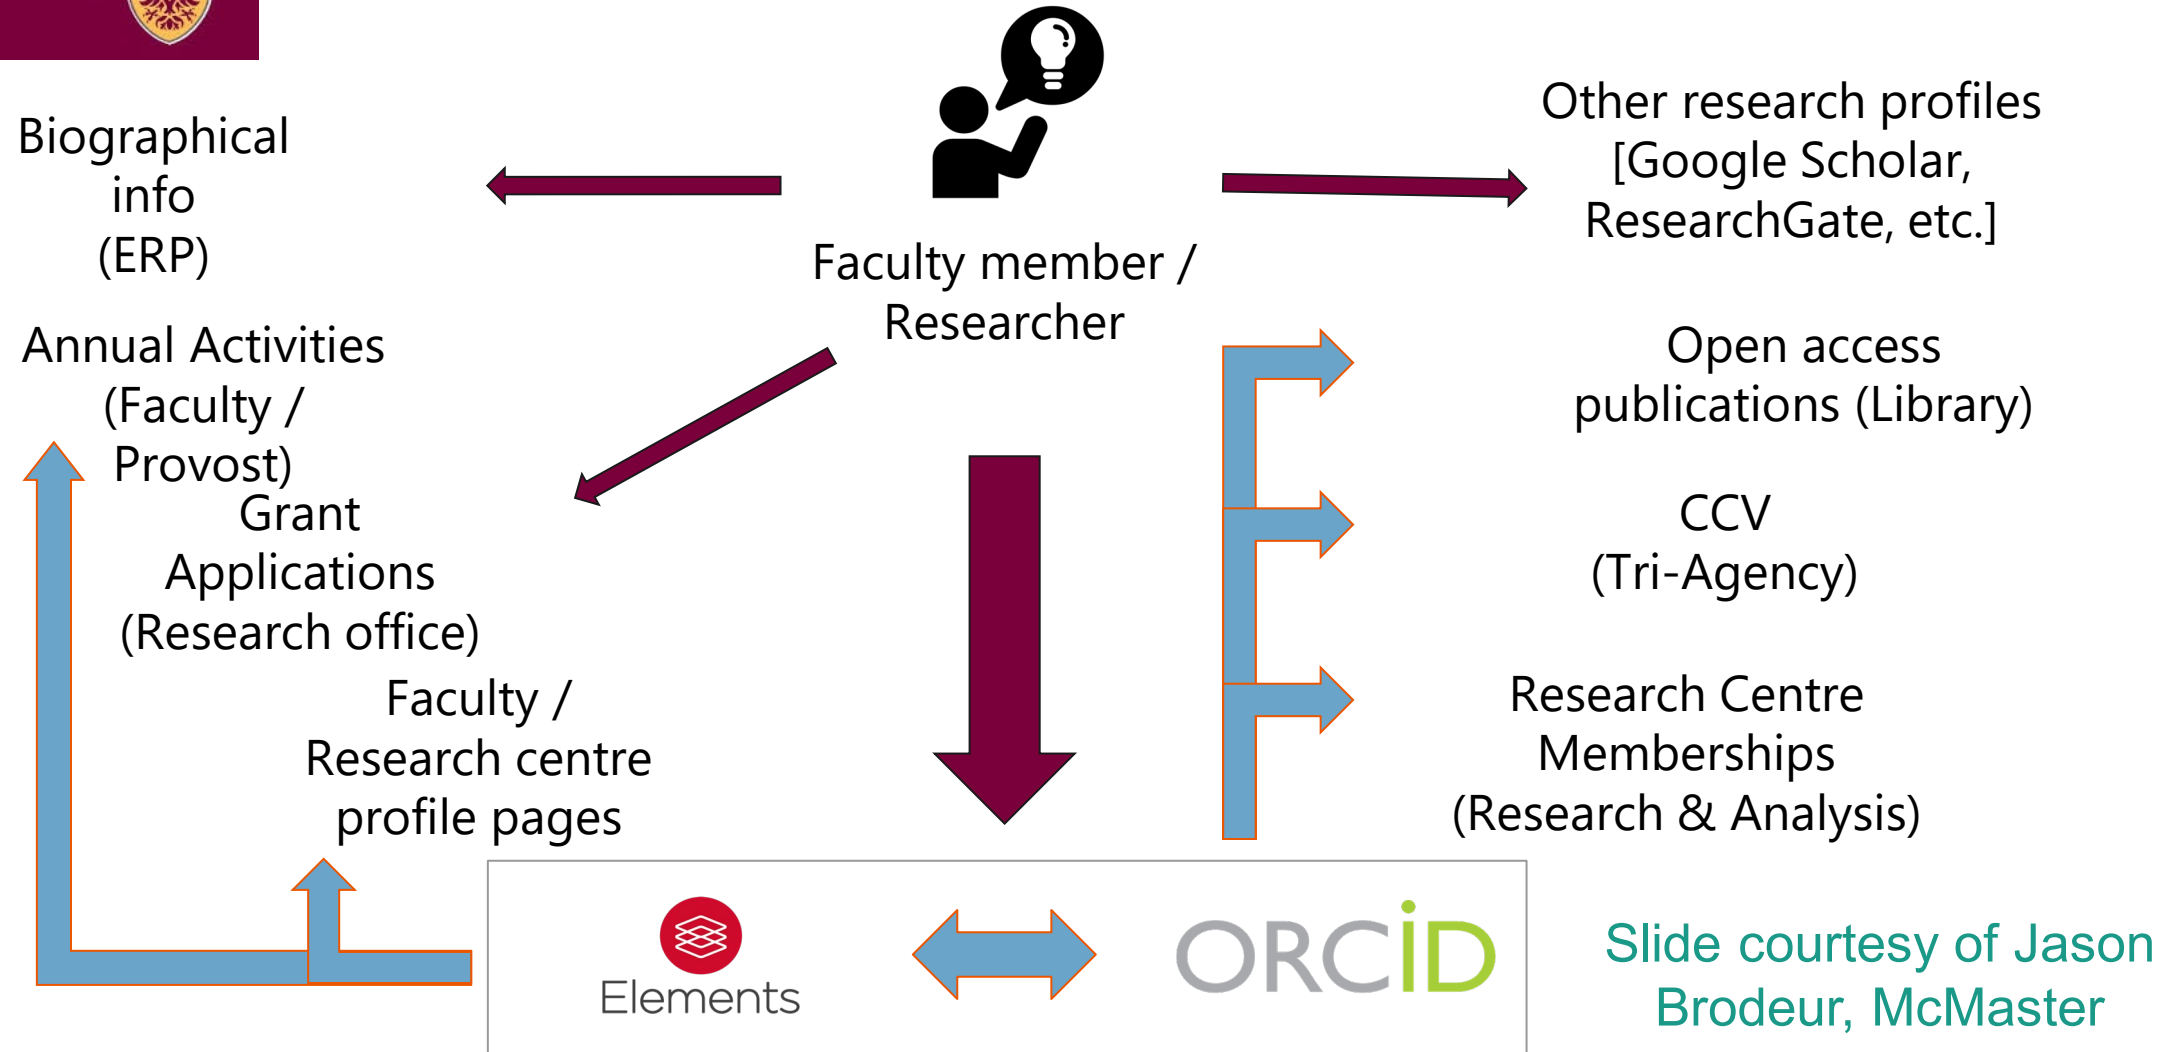 Biographical
info
(ERP)
Faculty member /
Researcher
Other research profiles
[Google Scholar,
ResearchGate, etc.]
Annual Activities
(Faculty /
Provost)
Grant
Applications
(Research office)
Faculty /
Research centre
profile pages
Open access
publications (Library)
CCV
(Tri-Agency)
Research Centre
Memberships
(Research & Analysis)
Elements
ORCiD
Slide courtesy of Jason
Brodeur, McMaster